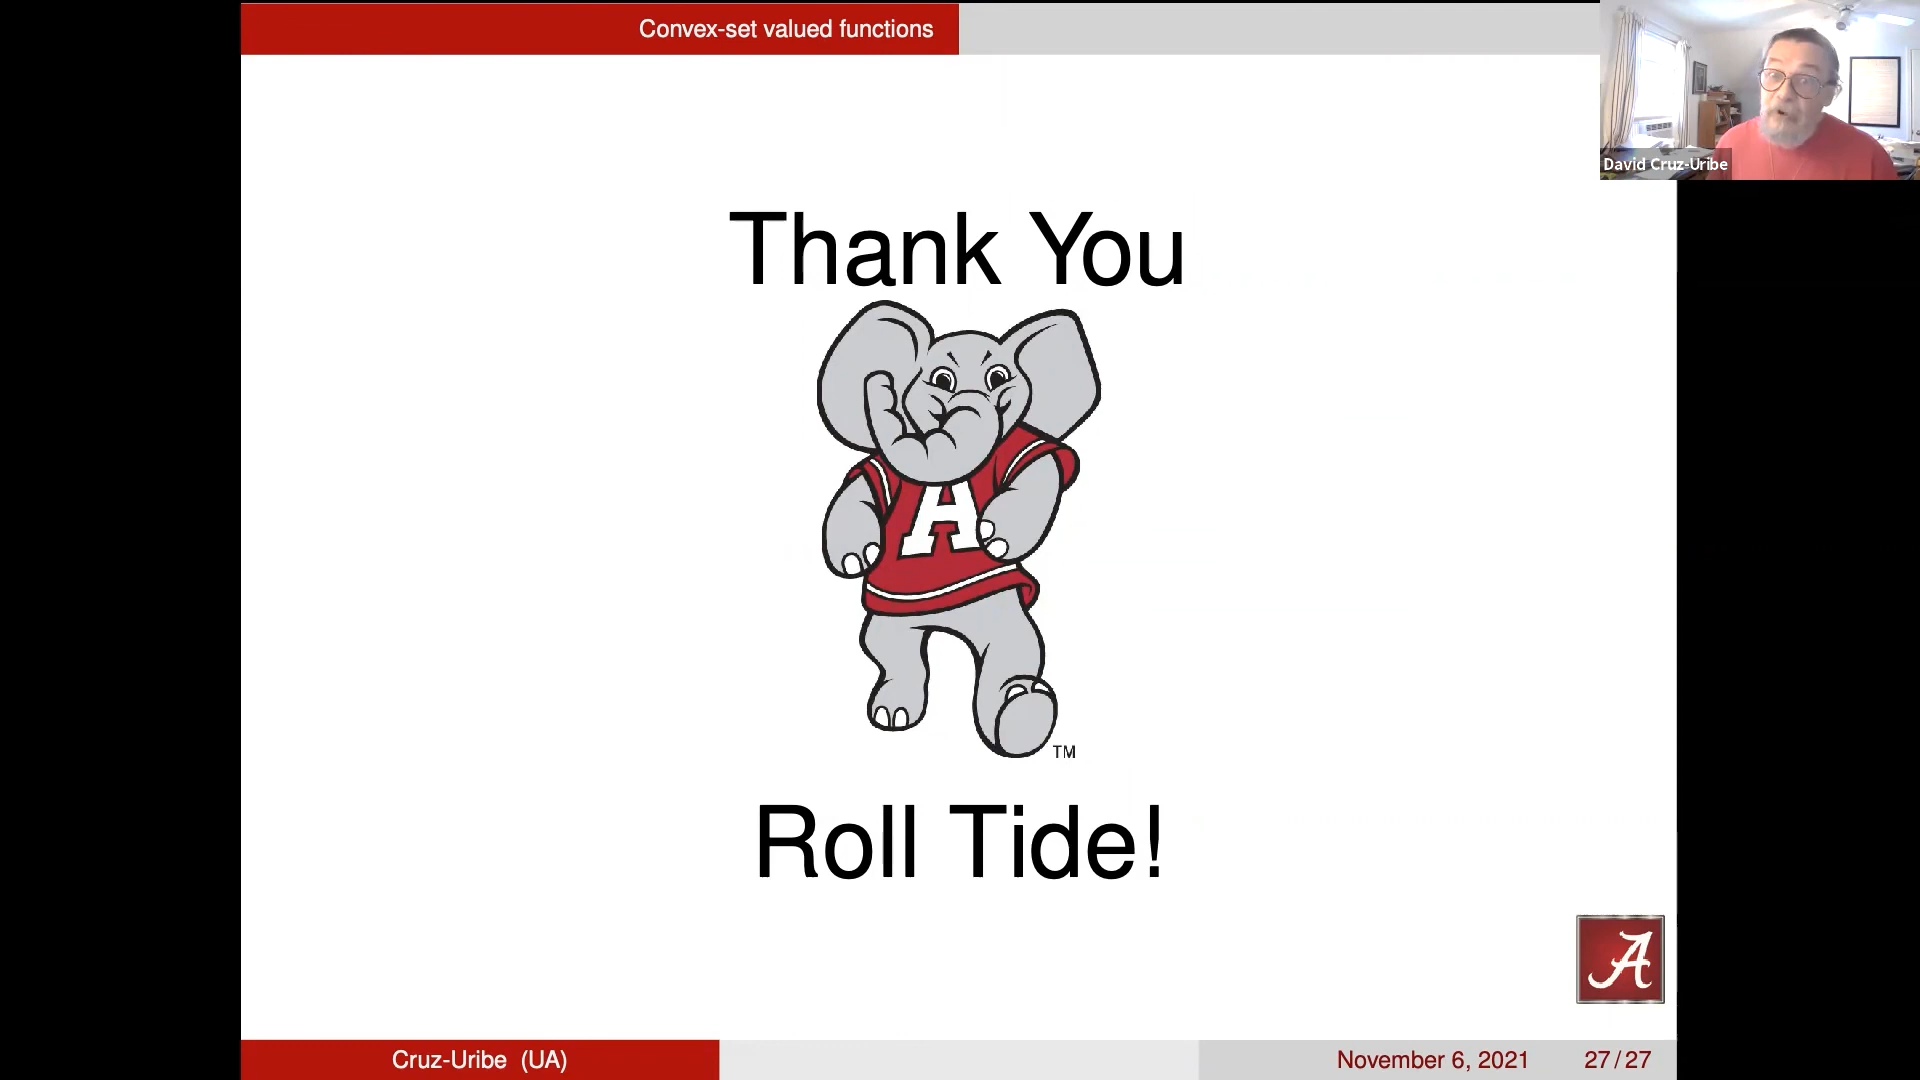 Convex-set valued functions
David Cruz-Uribe
Thank You
A
TM
Roll Tide!
A
Cruz-Uribe (UA)
November 6, 2021
27/27